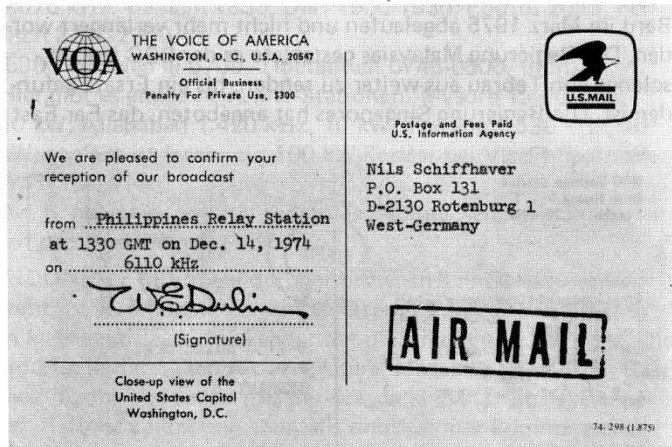 VOA
THE VOICE OF AMERICA
WASHINGTON, D. C., U.S.A. 20547
Official Business
Penalty For Private Use, $300
U.S.MAIL
Postage and Fees Paid
U.S. Information Agency
We are pleased to confirm your
reception of our broadcast
from Philippines Relay Station
at 1330 GMT on Dec. 14, 1974
on 6110 kHz
(Signature)
Close-up view of the
United States Capitol
Washington, D.C.
Nils Schiffhaver
P.O. Box 131
D-2130 Rotenburg 1
West-Germany
AIR MAIL
74- 298 (1.875)